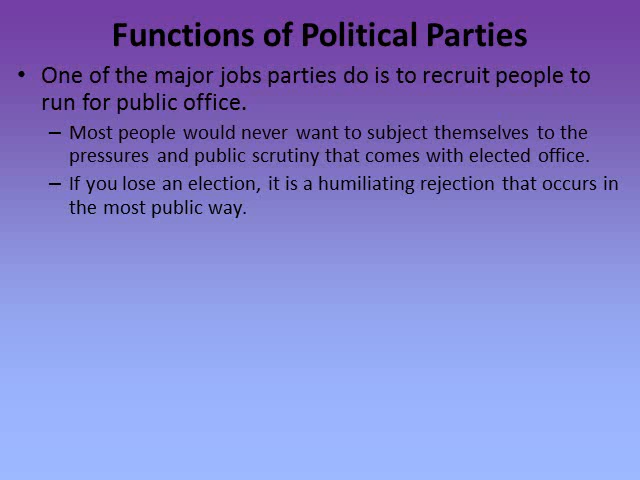 Functions of Political Parties
• One of the major jobs parties do is to recruit people to
run for public office.
– Most people would never want to subject themselves to the
pressures and public scrutiny that comes with elected office.
– If you lose an election, it is a humiliating rejection that occurs in
the most public way.